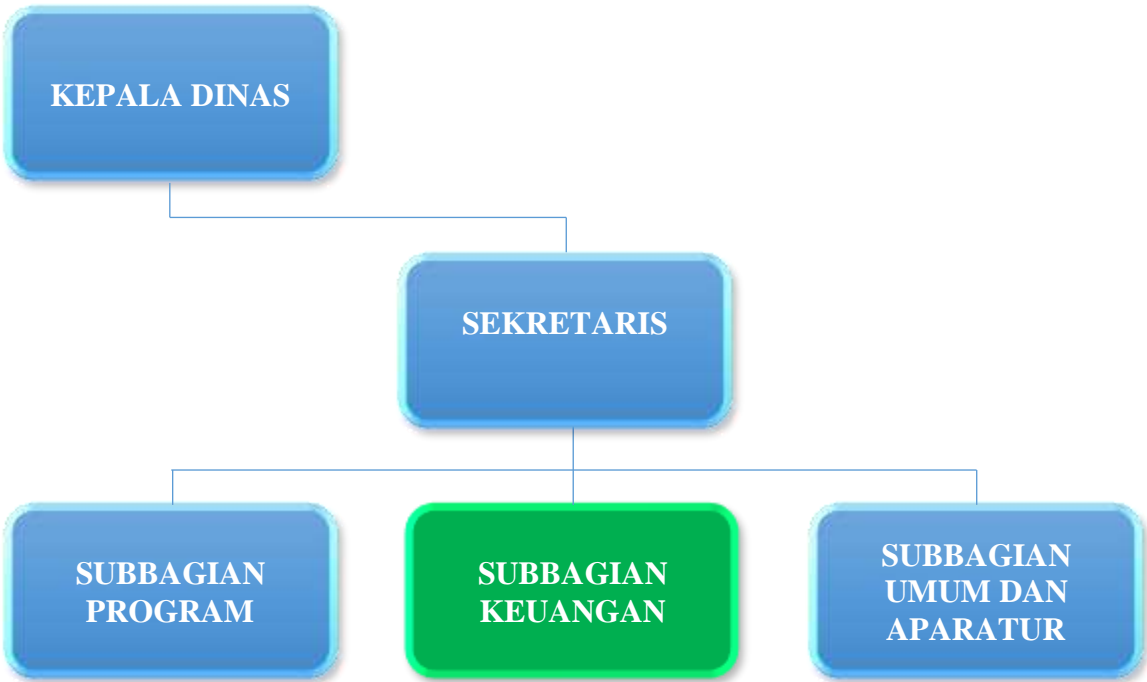 KEPALA DINAS
SEKRETARIS
SUBBAGIAN
PROGRAM
SUBBAGIAN
KEUANGAN
SUBBAGIAN
UMUM DAN
APARATUR